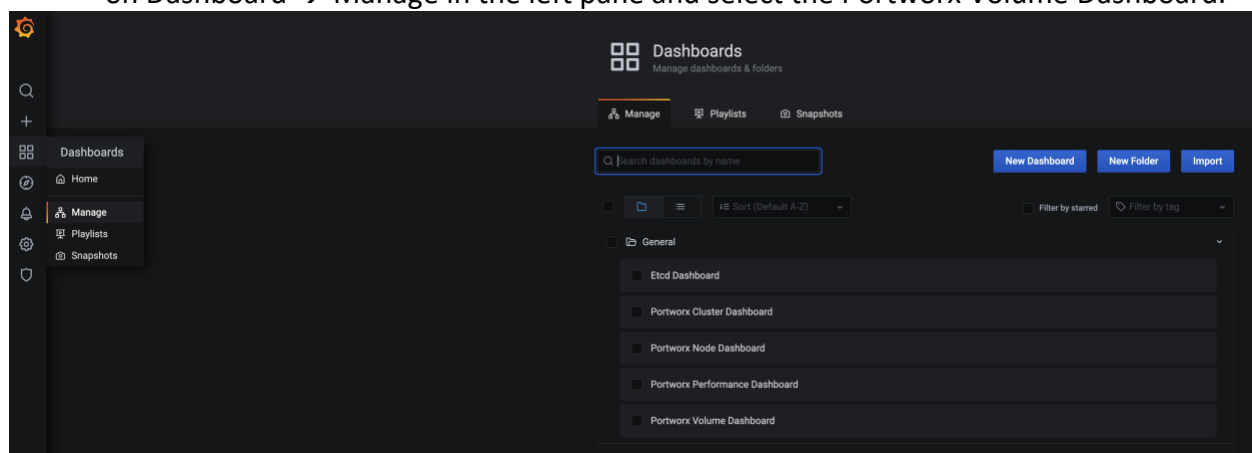 on Dashboard → Manage in the left pane and select the Portworx Volume Dashboard.
Dashboards
Manage dashboards & folders
Manage Playlists Snapshots
Dashboards
Home
Manage
Playlists
Snapshots
Search dashboards by name
New Dashboard New Folder Import
Sort (Default A-Z)
Filter by starred Filter by tag
General
Etcd Dashboard
Portworx Cluster Dashboard
Portworx Node Dashboard
Portworx Performance Dashboard
Portworx Volume Dashboard